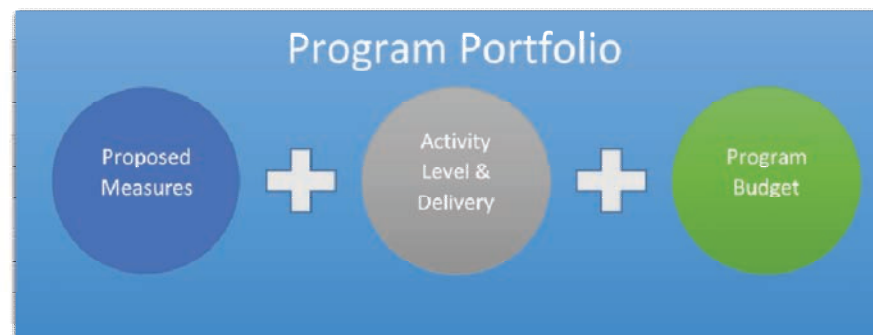 Program Portfolio
Proposed
Measures
Activity
Level &
Delivery
Program
Budget